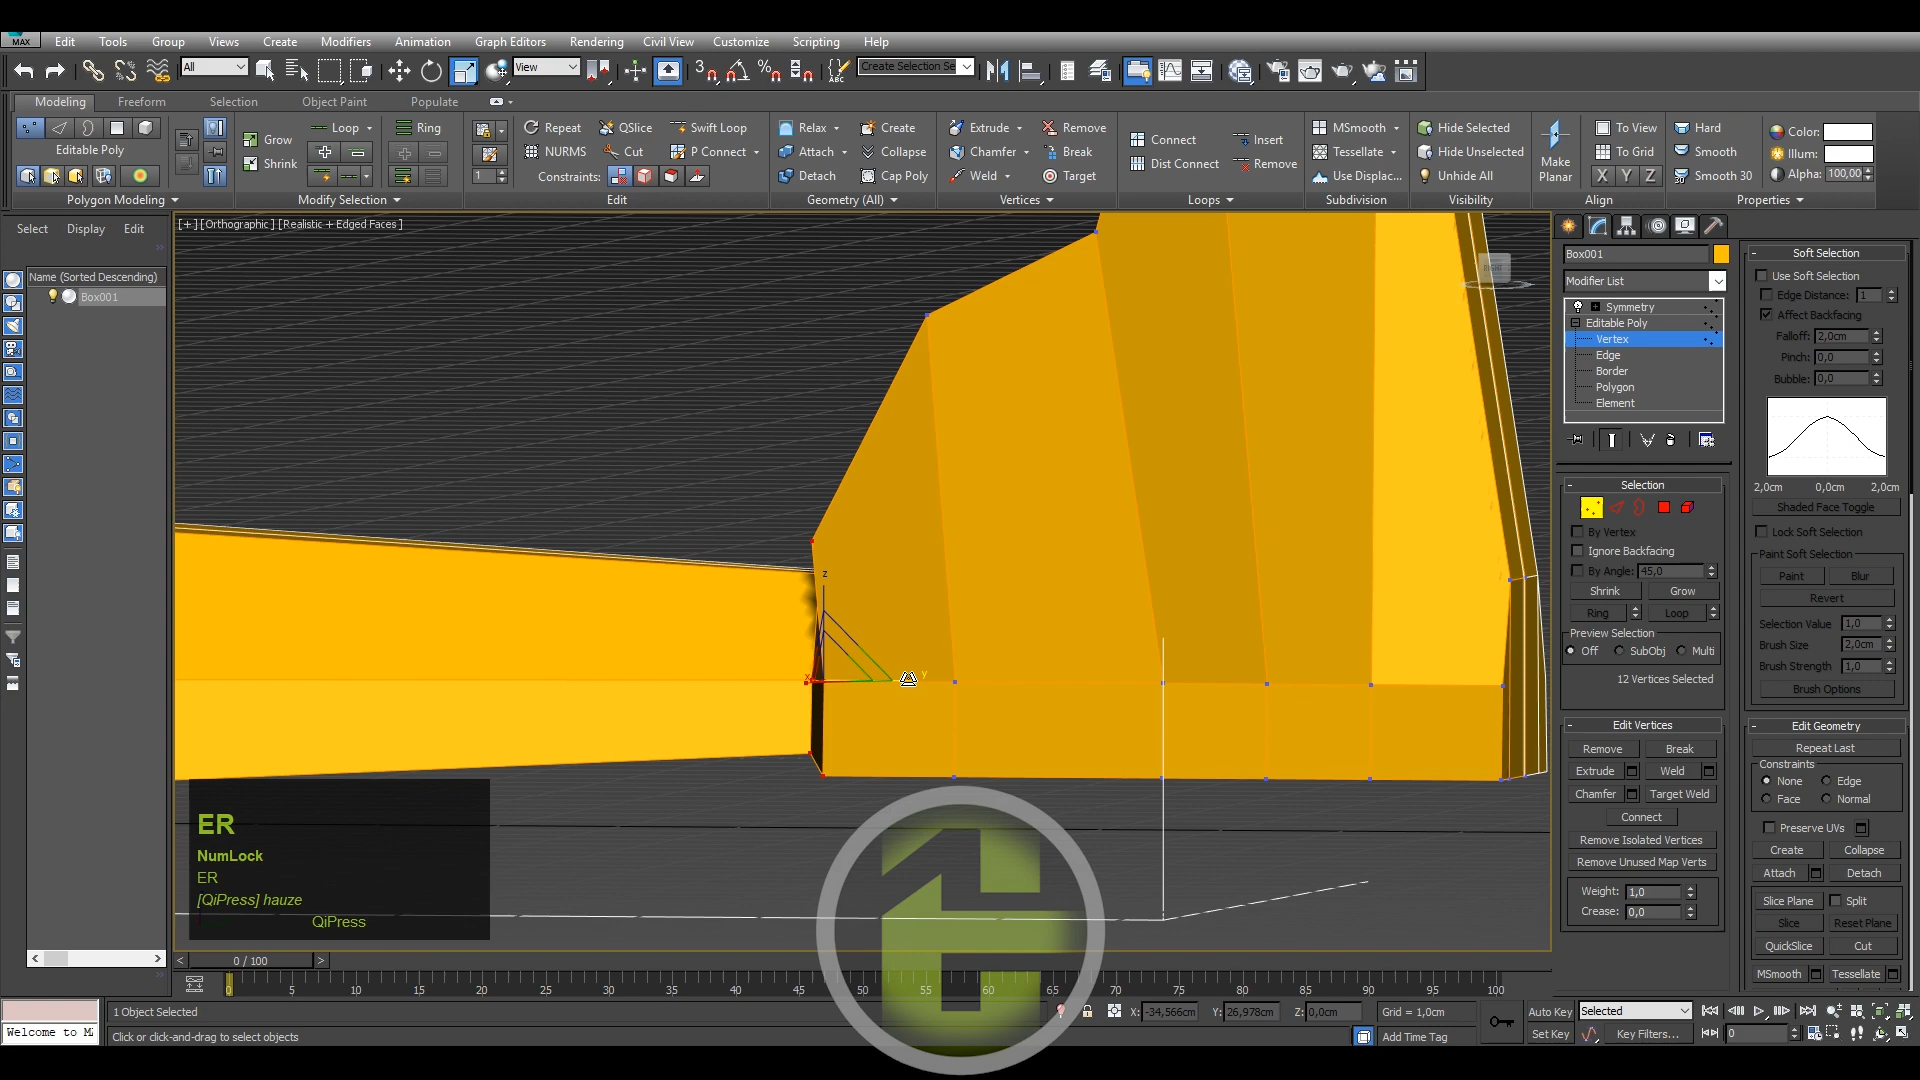 MAX Edit Tools Group Views Create Modifiers Animation Graph Editors Rendering Civil View Customize Scripting Help
All View Create Selection Se
Modeling Freeform Selection Object Paint Populate
Editable Poly
Grow
Shrink
Loop
Ring
Repeat QSlice Swift Loop
NURMS Cut P Connect
Constraints:
1
Relax Create
Attach Collapse
Detach Cap Poly
Extrude Remove
Chamfer Break
Weld Target
Connect Insert
Dist Connect Remove
MSmooth
Tessellate
Use Displac...
Hide Selected
Hide Unselected
Unhide All
Make
Planar
To View
To Grid
X Y Z
Hard
Smooth
Smooth 30
Color:
Illum:
Alpha: 100,00
Polygon Modeling Modify Selection Edit Geometry (All) Vertices Loops Subdivision Visibility Align Properties
Select Display Edit
Name (Sorted Descending)
Box001
[+] [Orthographic] [Realistic + Edged Faces]
z
x
y
ER
NumLock
ER
[QiPress] hauze
QiPress
Box001
Modifier List
Symmetry
Editable Poly
Vertex
Edge
Border
Polygon
Element
Selection
By Vertex
Ignore Backfacing
By Angle: 45,0
Shrink Grow
Ring Loop
Preview Selection
Off SubObj Multi
12 Vertices Selected
Edit Vertices
Remove Break
Extrude Weld
Chamfer Target Weld
Connect
Remove Isolated Vertices
Remove Unused Map Verts
Weight: 1,0
Crease: 0,0
Soft Selection
Use Soft Selection
Edge Distance: 1
Affect Backfacing
Falloff: 2,0cm
Pinch: 0,0
Bubble: 0,0
2,0cm 0,0cm 2,0cm
Shaded Face Toggle
Lock Soft Selection
Paint Soft Selection
Paint Blur
Revert
Selection Value 1,0
Brush Size 2,0cm
Brush Strength 1,0
Brush Options
Edit Geometry
Repeat Last
Constraints
None Edge
Face Normal
Preserve UVs
Create Collapse
Attach Detach
Slice Plane Split
Slice Reset Plane
QuickSlice Cut
MSmooth Tessellate
0 / 100
0 5 10 15 20 25 30 35 40 45 50 55 60 65 70 75 80 85 90 95 100
1 Object Selected
X: -34,566cm Y: 26,978cm Z: 0,0cm Grid = 1,0cm
Auto Key Selected
Welcome to
Click or click-and-drag to select objects
Add Time Tag
Set Key Key Filters... 0